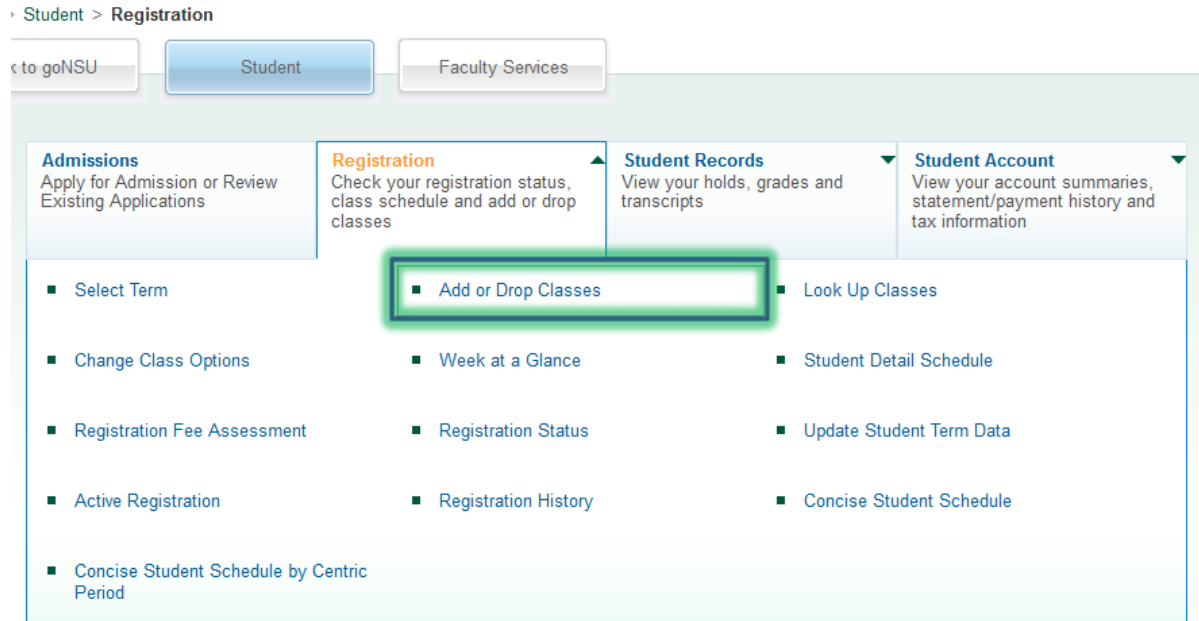 Student > Registration
k to goNSU
Student
Faculty Services
Admissions
Apply for Admission or Review
Existing Applications
Registration
Check your registration status,
class schedule and add or drop
classes
Student Records
View your holds, grades and
transcripts
Student Account
View your account summaries,
statement/payment history and
tax information
Select Term
Add or Drop Classes
Look Up Classes
Change Class Options
Week at a Glance
Student Detail Schedule
Registration Fee Assessment
Registration Status
Update Student Term Data
Active Registration
Registration History
Concise Student Schedule
Concise Student Schedule by Centric
Period